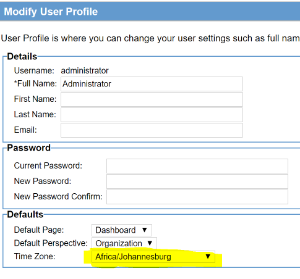 Modify User Profile
User Profile is where you can change your user settings such as full nam
Details
Username: administrator
*Full Name: Administrator
First Name:
Last Name:
Email:
Password
Current Password:
New Password:
New Password Confirm:
Defaults
Default Page: Dashboard
Default Perspective: Organization
Time Zone: Africa/Johannesburg